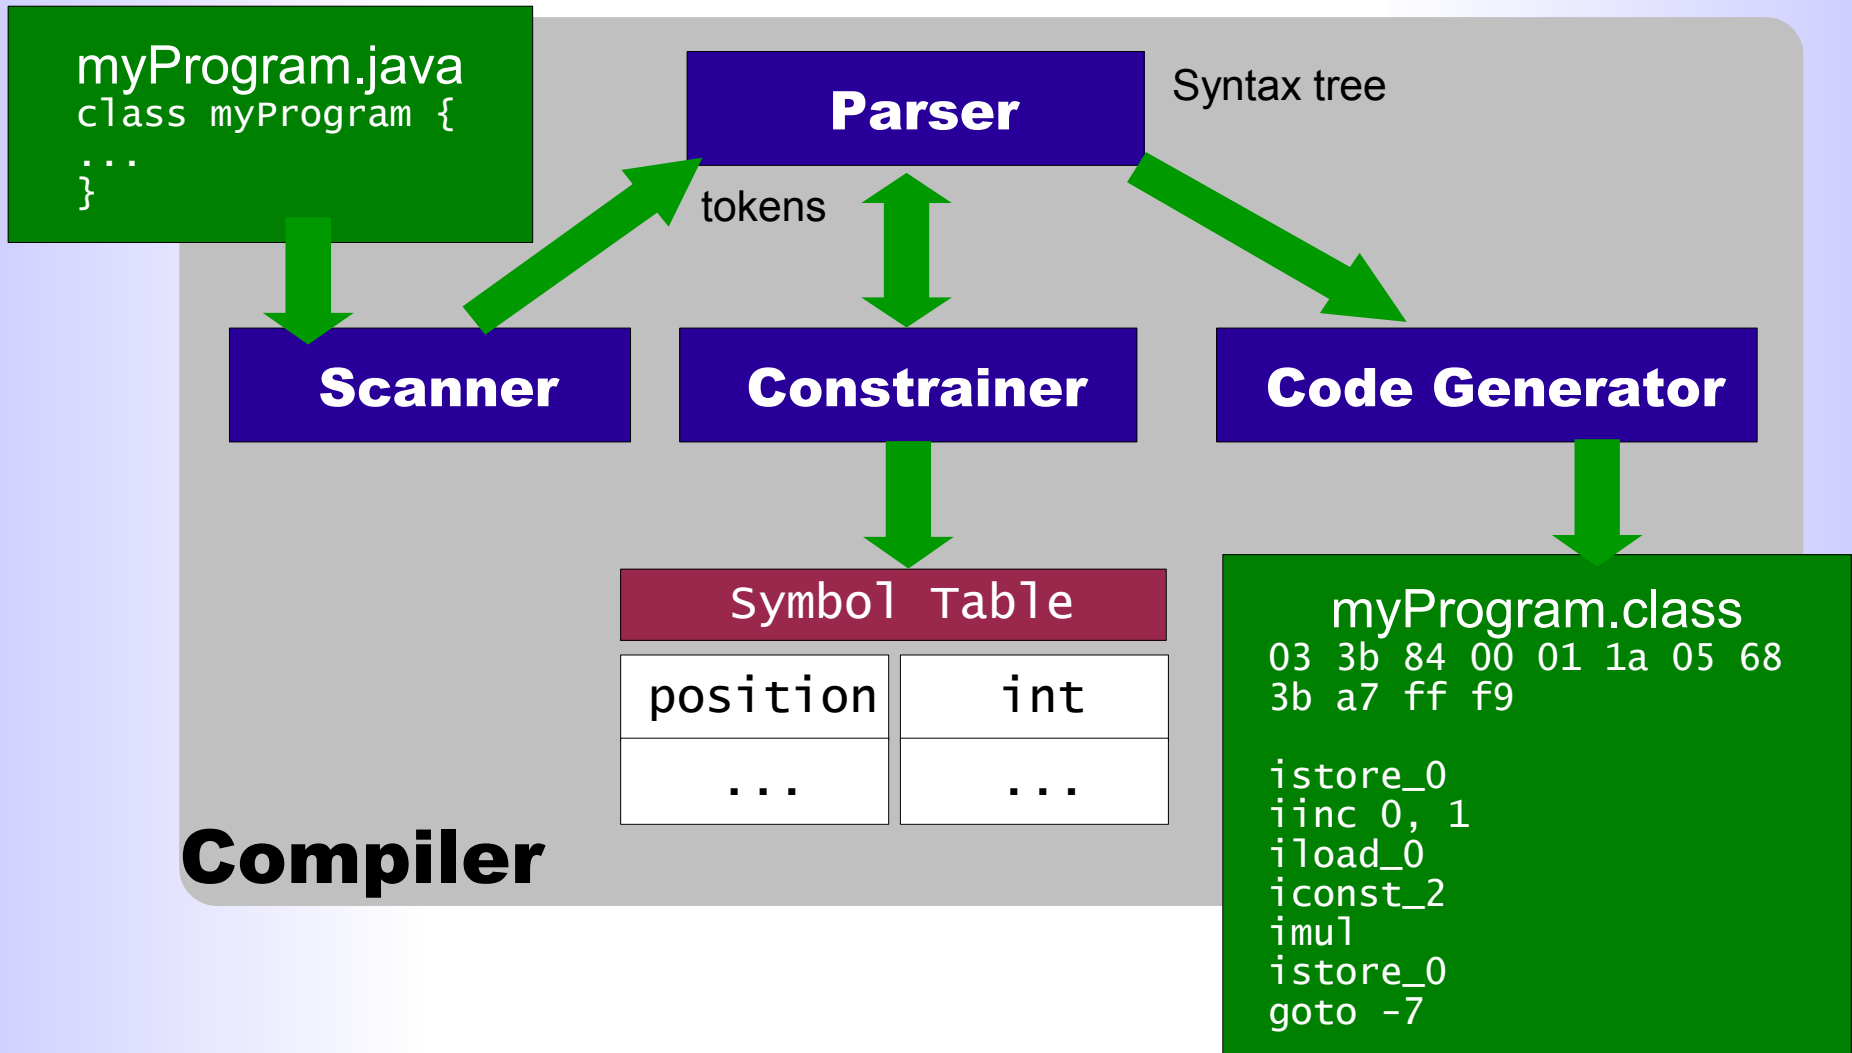 myProgram.java
class myProgram {
...
}
Parser
Syntax tree
tokens
Scanner
Constrainer
Code Generator
Symbol Table
position int
... ...
Compiler
myProgram.class
03 3b 84 00 01 1a 05 68
3b a7 ff f9
istore_0
iinc 0, 1
iload_0
iconst_2
imul
istore_0
goto -7